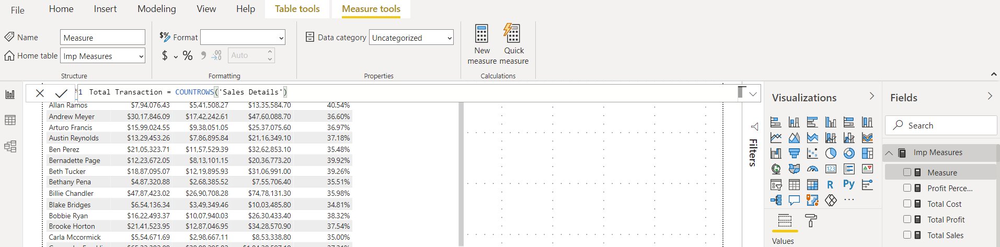 File Home Insert Modeling View Help Table tools Measure tools
Name Measure
Home table Imp Measures
Structure
$% Format
$ % , .00 Auto
Formatting
Data category Uncategorized
Properties
New measure
Quick measure
Calculations
1 Total Transaction = COUNTROWS('Sales Details')
Allan Ramos $7,94,076.43 $5,41,508.27 $13,35,584.70 40.54%
Andrew Meyer $30,17,846.09 $17,42,242.61 $47,60,088.70 36.60%
Arturo Francis $15,99,024.55 $9,38,051.05 $25,37,075.60 36.97%
Austin Reynolds $13,29,453.26 $7,86,895.84 $21,16,349.10 37.18%
Ben Perez $21,05,323.71 $11,57,529.39 $32,62,853.10 35.48%
Bernadette Page $12,23,672.05 $8,13,101.15 $20,36,773.20 39.92%
Beth Tucker $18,87,095.07 $12,19,895.93 $31,06,991.00 39.26%
Bethany Pena $4,87,320.88 $2,68,385.52 $7,55,706.40 35.51%
Billie Chandler $47,87,423.02 $26,90,708.28 $74,78,131.30 35.98%
Blake Bridges $6,54,136.34 $3,49,349.46 $10,03,485.80 34.81%
Bobbie Ryan $16,22,493.37 $10,07,940.03 $26,30,433.40 38.32%
Brooke Horton $21,41,523.95 $12,87,046.95 $34,28,570.90 37.54%
Carla Mccormick $5,54,671.69 $2,98,667.11 $8,53,338.80 35.00%
Filters
Visualizations
123
R Py
Values
Fields
Search
Imp Measures
Measure
Profit Perce...
Total Cost
Total Profit
Total Sales